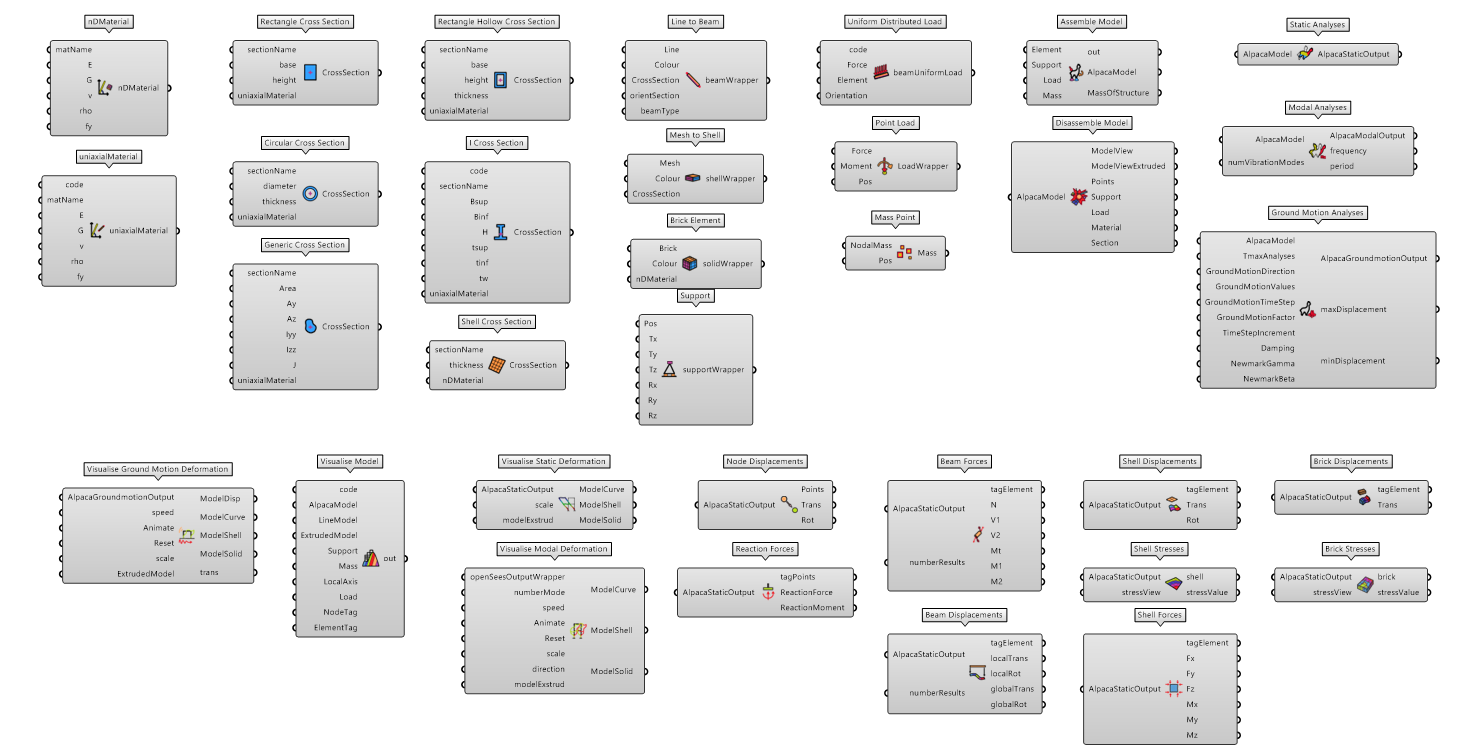 nDMaterial
matName
E
G
v
rho
fy
nDMaterial
uniaxialMaterial
code
matName
E
G
v
rho
fy
uniaxialMaterial
Rectangle Cross Section
sectionName
base
height
uniaxialMaterial
CrossSection
Circular Cross Section
sectionName
diameter
thickness
uniaxialMaterial
CrossSection
Generic Cross Section
sectionName
Area
Ay
Az
Iyy
Izz
J
uniaxialMaterial
CrossSection
Rectangle Hollow Cross Section
sectionName
base
height
thickness
uniaxialMaterial
CrossSection
I Cross Section
code
sectionName
Bsup
Binf
H
tsup
tinf
tw
uniaxialMaterial
CrossSection
Shell Cross Section
sectionName
thickness
nDMaterial
CrossSection
Line to Beam
Line
Colour
CrossSection
orientSection
beamType
beamWrapper
Mesh to Shell
Mesh
Colour
CrossSection
shellWrapper
Brick Element
Brick
Colour
nDMaterial
solidWrapper
Support
Pos
Tx
Ty
Tz
Rx
Ry
Rz
supportWrapper
Uniform Distributed Load
code
Force
Element
Orientation
beamUniformLoad
Point Load
Force
Moment
Pos
LoadWrapper
Mass Point
NodalMass
Pos
Mass
Assemble Model
Element
Support
Load
Mass
out
AlpacaModel
MassOfStructure
Disassemble Model
AlpacaModel
ModelView
ModelViewExtruded
Points
Support
Load
Material
Section
Static Analyses
AlpacaModel
AlpacaStaticOutput
Modal Analyses
AlpacaModel
numVibrationModes
AlpacaModalOutput
frequency
period
Ground Motion Analyses
AlpacaModel
TmaxAnalyses
GroundMotionDirection
GroundMotionValues
GroundMotionTimeStep
GroundMotionFactor
TimeStepIncrement
Damping
NewmarkGamma
NewmarkBeta
AlpacaGroundmotionOutput
maxDisplacement
minDisplacement
Visualise Ground Motion Deformation
AlpacaGroundmotionOutput
speed
Animate
Reset
scale
ExtrudedModel
ModelDisp
ModelCurve
ModelShell
ModelSolid
trans
Visualise Model
code
AlpacaModel
LineModel
ExtrudedModel
Support
Mass
LocalAxis
Load
NodeTag
ElementTag
out
Visualise Static Deformation
AlpacaStaticOutput
scale
modelExstrud
ModelCurve
ModelShell
ModelSolid
Visualise Modal Deformation
openSeesOutputWrapper
numberMode
speed
Animate
Reset
scale
direction
modelExstrud
ModelCurve
ModelShell
ModelSolid
Node Displacements
AlpacaStaticOutput
Points
Trans
Rot
Reaction Forces
AlpacaStaticOutput
tagPoints
ReactionForce
ReactionMoment
Beam Forces
AlpacaStaticOutput
numberResults
tagElement
N
V1
V2
Mt
M1
M2
Beam Displacements
AlpacaStaticOutput
numberResults
tagElement
localTrans
localRot
globalTrans
globalRot
Shell Displacements
AlpacaStaticOutput
tagElement
Trans
Rot
Shell Stresses
AlpacaStaticOutput
stressView
shell
stressValue
Shell Forces
AlpacaStaticOutput
tagElement
Fx
Fy
Fz
Mx
My
Mz
Brick Displacements
AlpacaStaticOutput
tagElement
Trans
Brick Stresses
AlpacaStaticOutput
stressView
brick
stressValue